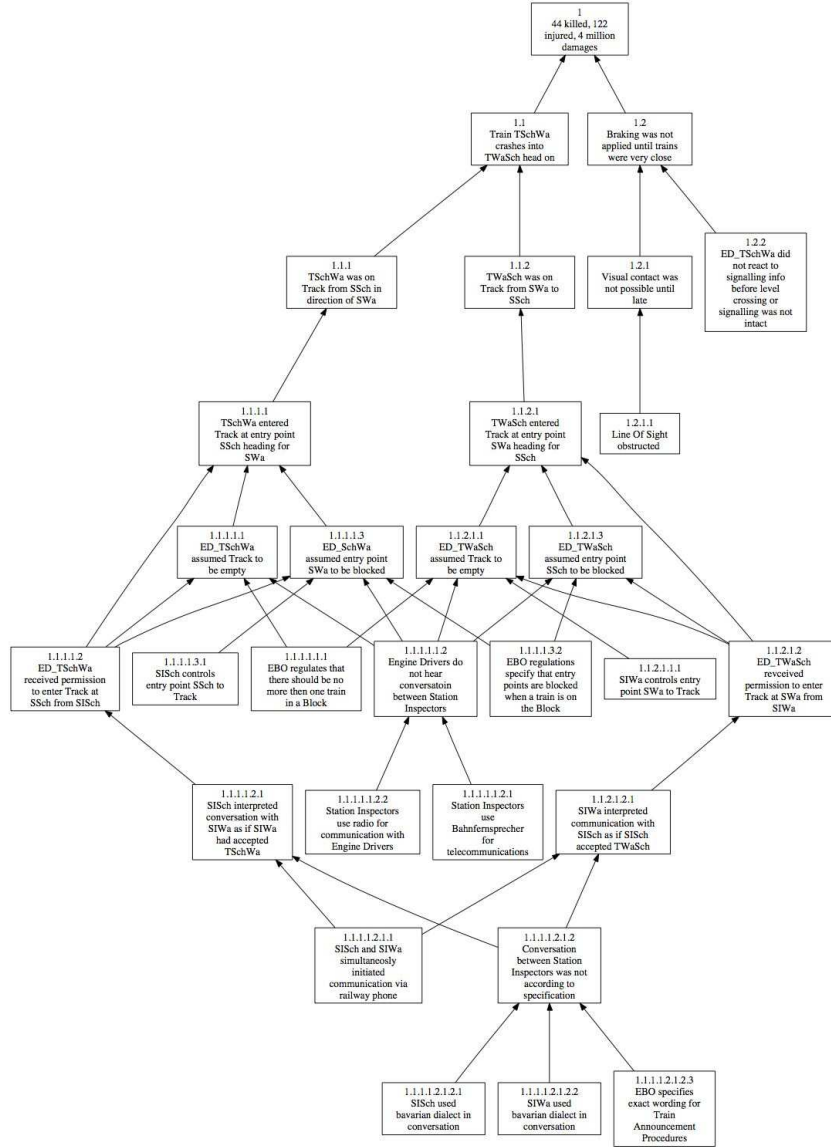 1
44 killed, 122
injured, 4 million
damages
1.1
Train TSchWa
crashes into
TWaSch head on
1.2
Braking was not
applied until trains
were very close
1.1.1
TSchWa was on
Track from SSch in
direction of SWa
1.1.2
TWaSch was on
Track from SWa to
SSch
1.2.1
Visual contact was
not possible until
late
1.2.2
ED_TSchWa did
not react to
signalling info
before level
crossing or
signalling was not
intact
1.1.1.1
TSchWa entered
Track at entry point
SSch heading for
SWa
1.1.2.1
TWaSch entered
Track at entry point
SWa heading for
SSch
1.2.1.1
Line Of Sight
obstructed
1.1.1.1.1
ED_TSchWa
assumed Track to
be empty
1.1.1.1.3
ED_SchWa
assumed entry point
SWa to be blocked
1.1.2.1.1
ED_TWaSch
assumed Track to
be empty
1.1.2.1.3
ED_TWaSch
assumed entry point
SSch to be blocked
1.1.1.1.2
ED_TSchWa
received permission
to enter Track at
SSch from SISch
1.1.1.1.3.1
SISch controls
entry point SSch to
Track
1.1.1.1.1.1
EBO regulates that
there should be no
more then one train
in a Block
1.1.1.1.1.2
Engine Drivers do
not hear
conversatoin
between Station
Inspectors
1.1.1.1.3.2
EBO regulations
specify that entry
points are blocked
when a train is on
the Block
1.1.2.1.1.1
SIWa controls entry
point SWa to Track
1.1.2.1.2
ED_TWaSch
revceived
permission to enter
Track at SWa from
SIWa
1.1.1.1.2.1
SISch interpreted
conversation with
SIWa as if SIWa
had accepted
TSchWa
1.1.1.1.1.2.2
Station Inspectors
use radio for
communication with
Engine Drivers
1.1.1.1.1.2.1
Station Inspectors
use
Bahnfernsprecher
for
telecommunications
1.1.2.1.2.1
SIWa interpreted
communication with
SISch as if SISch
accepted TWaSch
1.1.1.1.2.1.1
SISch and SIWa
simultaneosly
initiated
communication via
railway phone
1.1.1.1.2.1.2
Conversation
between Station
Inspectors was not
according to
specification
1.1.1.1.2.1.2.1
SISch used
bavarian dialect in
conversation
1.1.1.1.2.1.2.2
SIWa used
bavarian dialect in
conversation
1.1.1.1.2.1.2.3
EBO specifies
exact wording for
Train
Announcement
Procedures